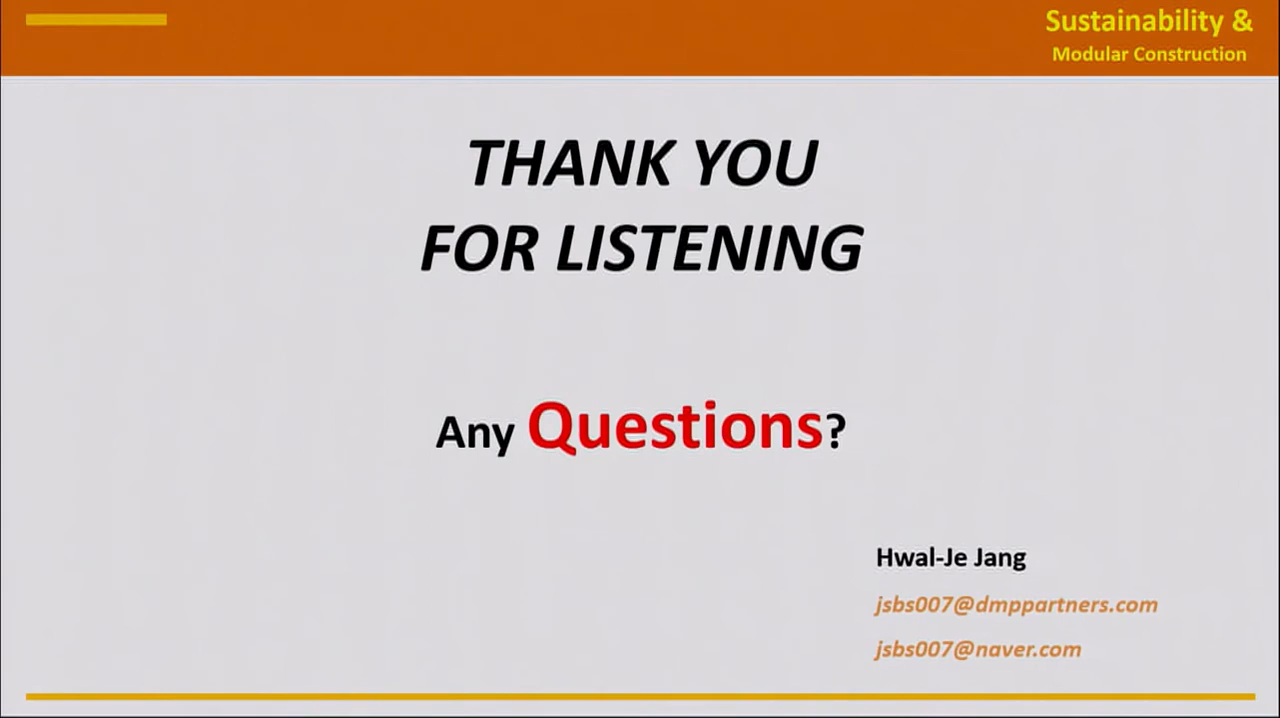 Sustainability &
Modular Construction
THANK YOU
FOR LISTENING
Any Questions?
Hwal-Je Jang
jsbs007@dmppartners.com
jsbs007@naver.com